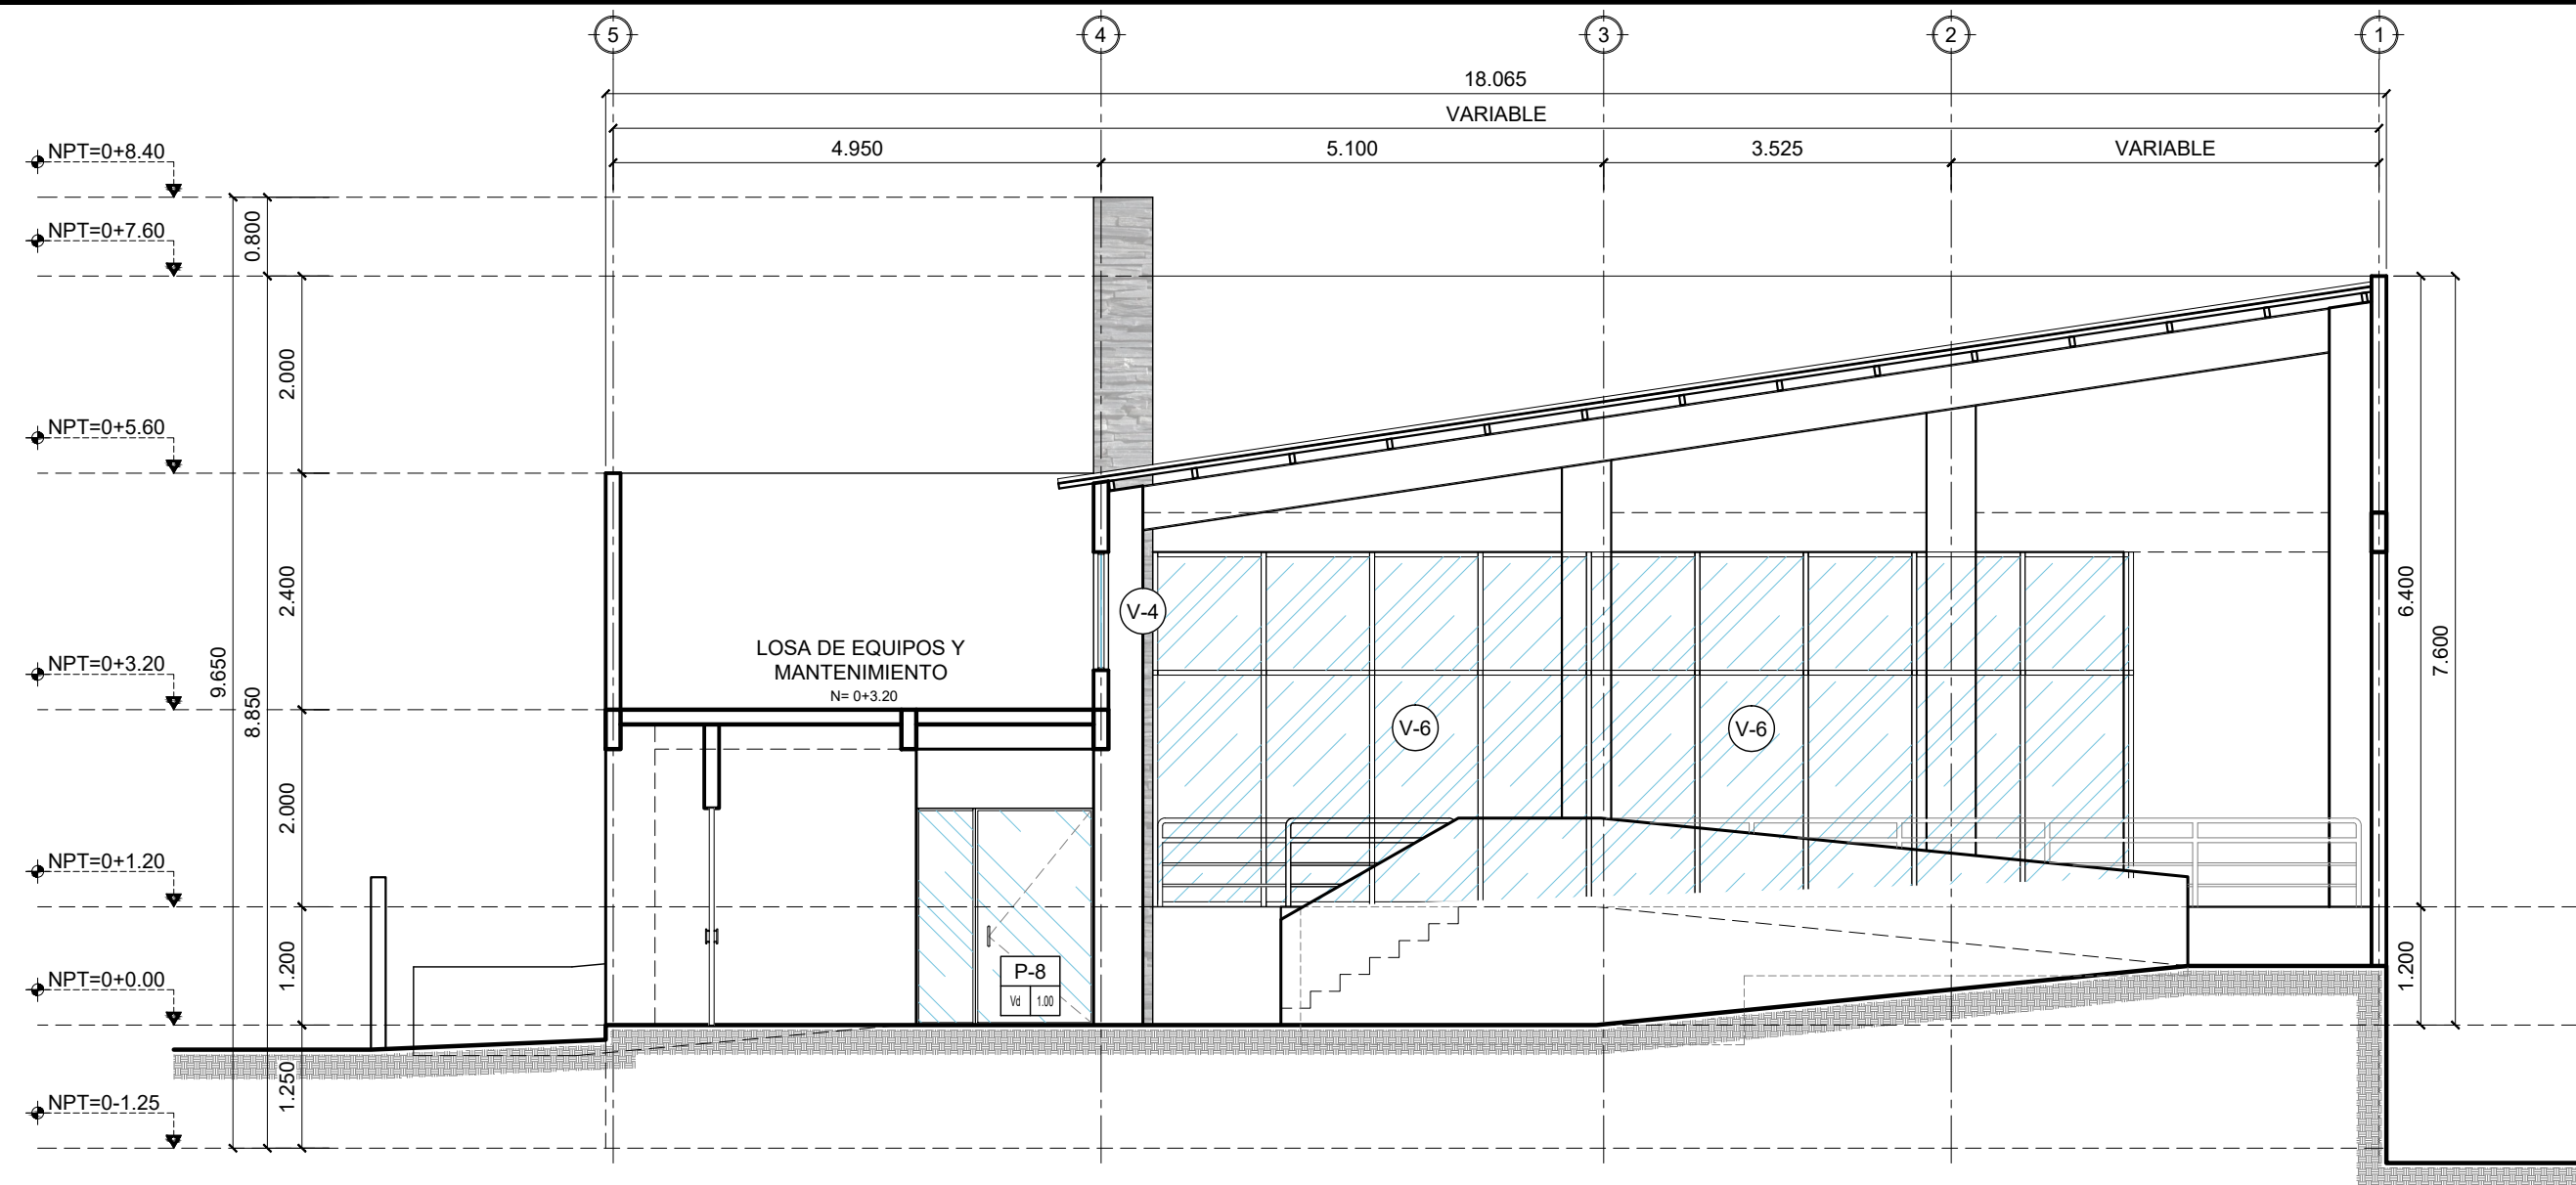 5 4 3 2 1
18.065
VARIABLE
4.950 5.100 3.525 VARIABLE
NPT=0+8.40
NPT=0+7.60
NPT=0+5.60
NPT=0+3.20
NPT=0+1.20
NPT=0+0.00
NPT=0-1.25
9.650
0.800
8.850
2.000
2.400
2.000
1.200
1.250
LOSA DE EQUIPOS Y
MANTENIMIENTO
N= 0+3.20
V-4
V-6
V-6
P-8
Vd 1.00
6.400
1.200
7.600